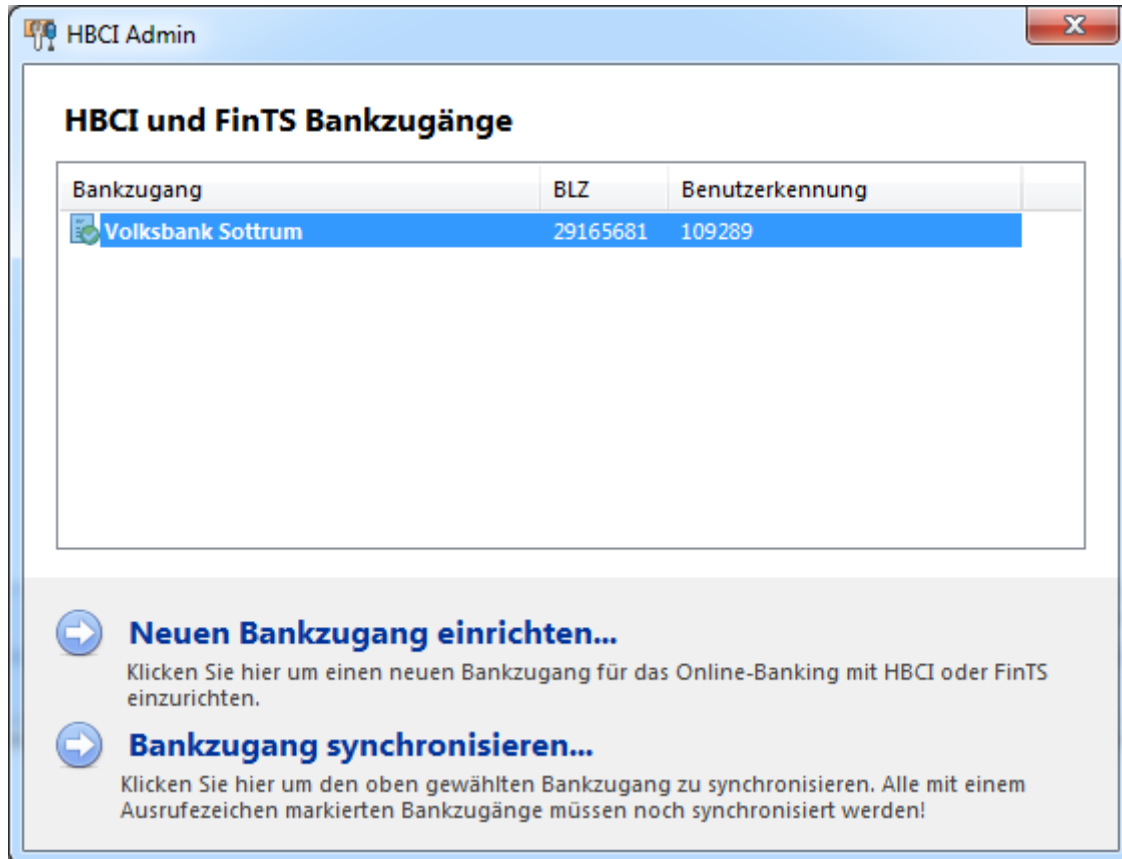 HBCI Admin
HBCI und FinTS Bankzugänge
Bankzugang BLZ Benutzerkennung
Volksbank Sottrum 29165681 109289
Neuen Bankzugang einrichten...
Klicken Sie hier um einen neuen Bankzugang für das Online-Banking mit HBCI oder FinTS
einzurichten.
Bankzugang synchronisieren...
Klicken Sie hier um den oben gewählten Bankzugang zu synchronisieren. Alle mit einem
Ausrufezeichen markierten Bankzugänge müssen noch synchronisiert werden!